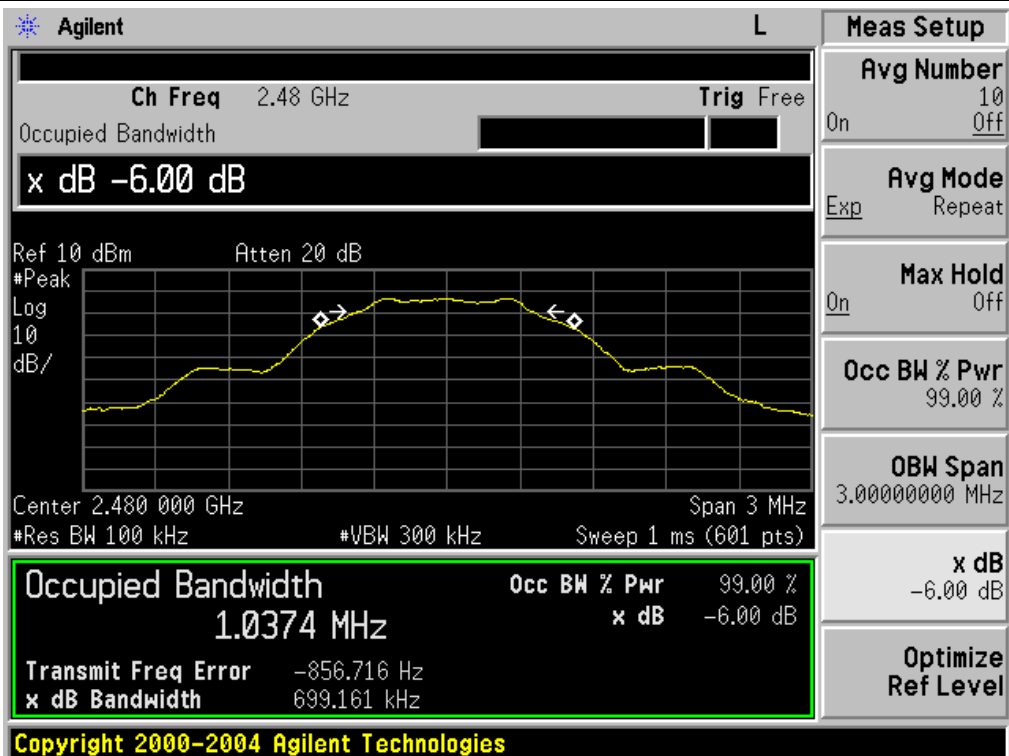 Agilent L
Ch Freq 2.48 GHz Trig Free
Occupied Bandwidth
x dB -6.00 dB
Ref 10 dBm Atten 20 dB
#Peak
Log
10
dB/
Center 2.480 000 GHz Span 3 MHz
#Res BW 100 kHz #VBW 300 kHz Sweep 1 ms (601 pts)
Occupied Bandwidth Occ BW % Pwr 99.00 %
1.0374 MHz x dB -6.00 dB
Transmit Freq Error -856.716 Hz
x dB Bandwidth 699.161 kHz
Copyright 2000-2004 Agilent Technologies
Meas Setup
Avg Number
10
On Off
Avg Mode
Exp Repeat
Max Hold
On Off
Occ BW % Pwr
99.00 %
OBW Span
3.00000000 MHz
x dB
-6.00 dB
Optimize
Ref Level